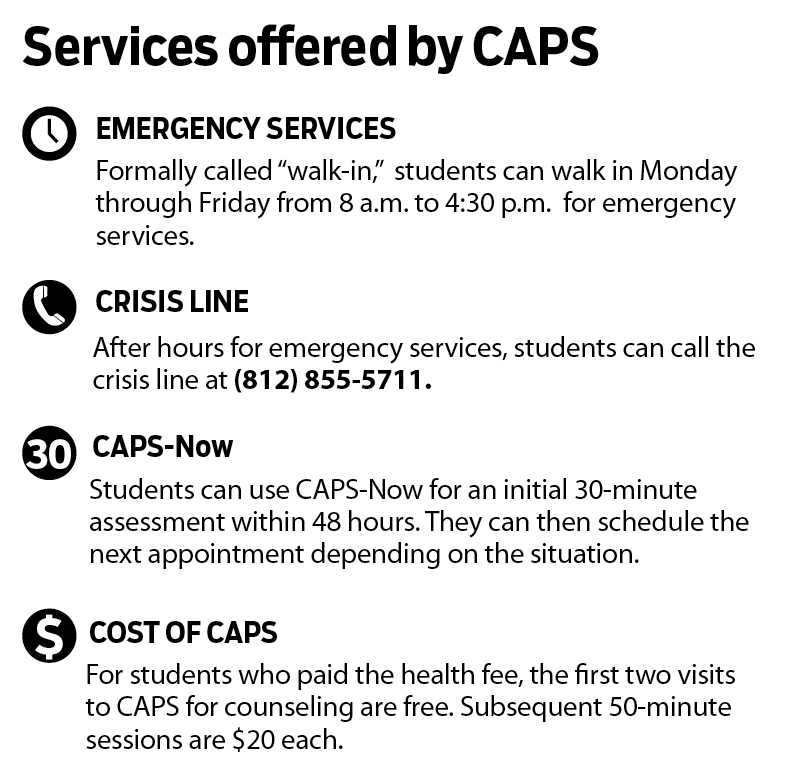 Services offered by CAPS
EMERGENCY SERVICES
Formally called “walk-in,”  students can walk in Monday
through Friday from 8 a.m. to 4:30 p.m.  for emergency
services.
CRISIS LINE
After hours for emergency services, students can call the
crisis line at (812) 855-5711.
30
CAPS-Now
Students can use CAPS-Now for an initial 30-minute
assessment within 48 hours. They can then schedule the
next appointment depending on the situation.
$
COST OF CAPS
For students who paid the health fee, the first two visits
to CAPS for counseling are free. Subsequent 50-minute
sessions are $20 each.